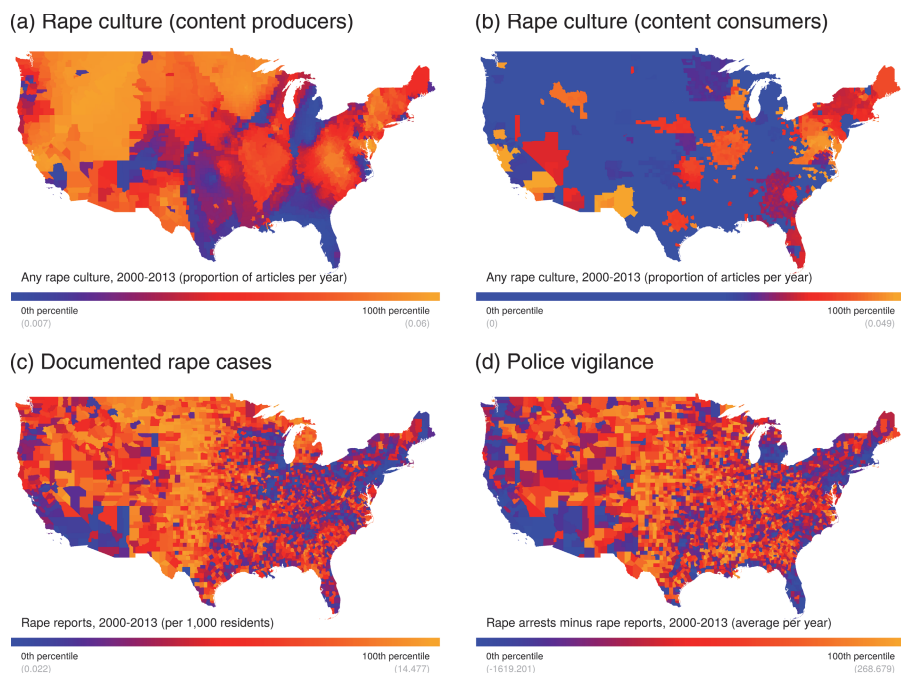 (a) Rape culture (content producers)
Any rape culture, 2000-2013 (proportion of articles per year)
0th percentile 100th percentile
(0.007) (0.06)
(b) Rape culture (content consumers)
Any rape culture, 2000-2013 (proportion of articles per year)
0th percentile 100th percentile
(0) (0.049)
(c) Documented rape cases
Rape reports, 2000-2013 (per 1,000 residents)
0th percentile 100th percentile
(0.022) (14.477)
(d) Police vigilance
Rape arrests minus rape reports, 2000-2013 (average per year)
0th percentile 100th percentile
(-1619.201) (268.679)